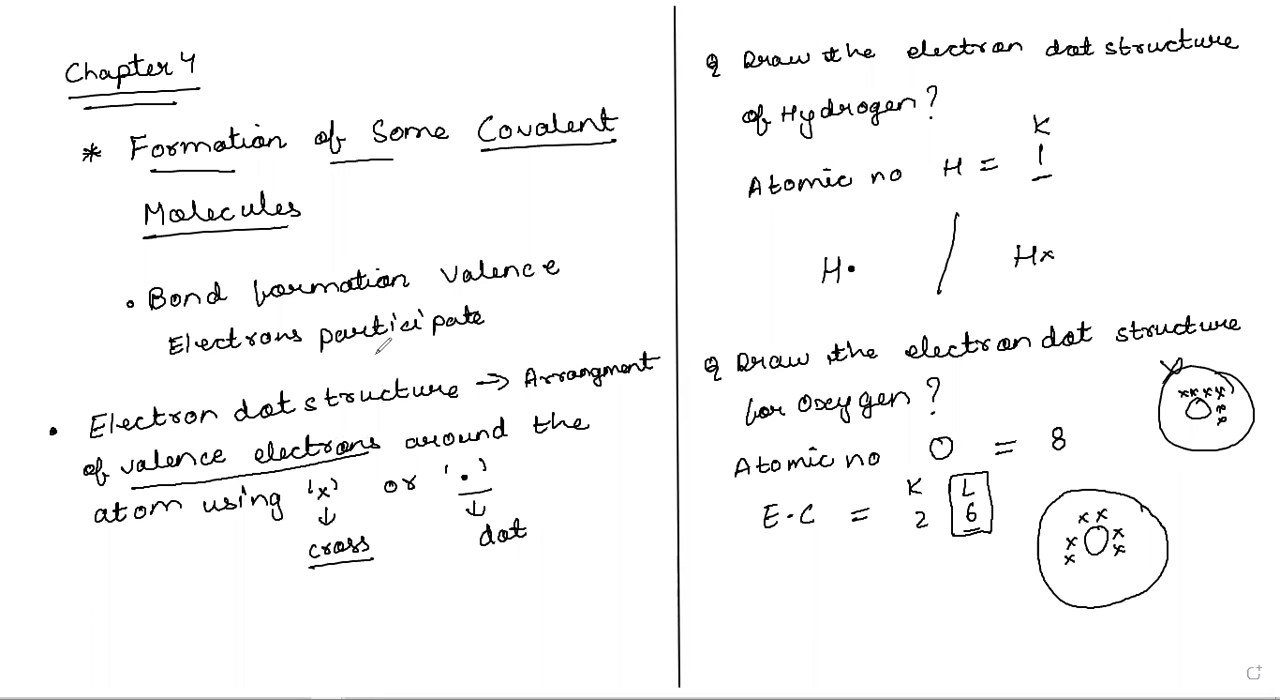 Chapter 4
* Formation of Some Covalent
Molecules
• Bond formation Valence
Electrons participate
• Electron dot structure → Arrangment
of valence electrons around the
atom using 'x' or '•'
↓ ↓
cross dot
Q Draw the electron dot structure
of Hydrogen?
K
Atomic no H = 1
H• / Hx
Q Draw the electron dot structure
for Oxygen?
Atomic no O = 8
K L
E.C = 2 6
xx xx
x
x
O
x x
x O x
x x